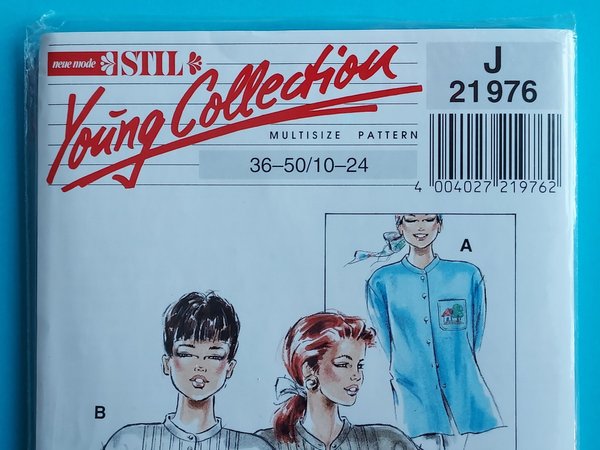 neue mode STIL
Young Collection
MULTISIZE PATTERN
36–50/10–24
J
21976
4 004027 219762
A
B